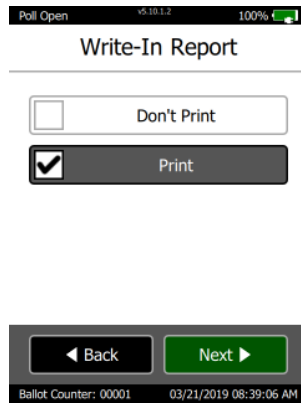 Poll Open v5.10.1.2 100%
Write-In Report
Don't Print
Print
Back Next
Ballot Counter: 00001 03/21/2019 08:39:06 AM